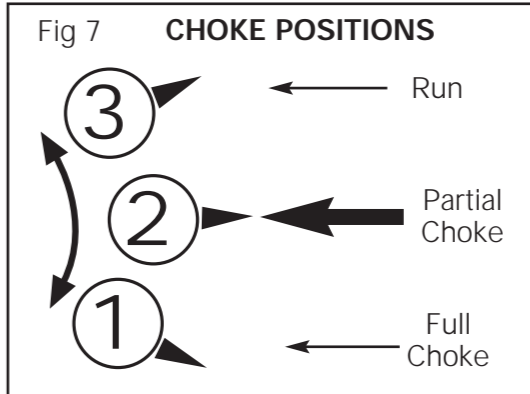 Fig 7 CHOKE POSITIONS
3 Run
2 Partial
Choke
1 Full
Choke